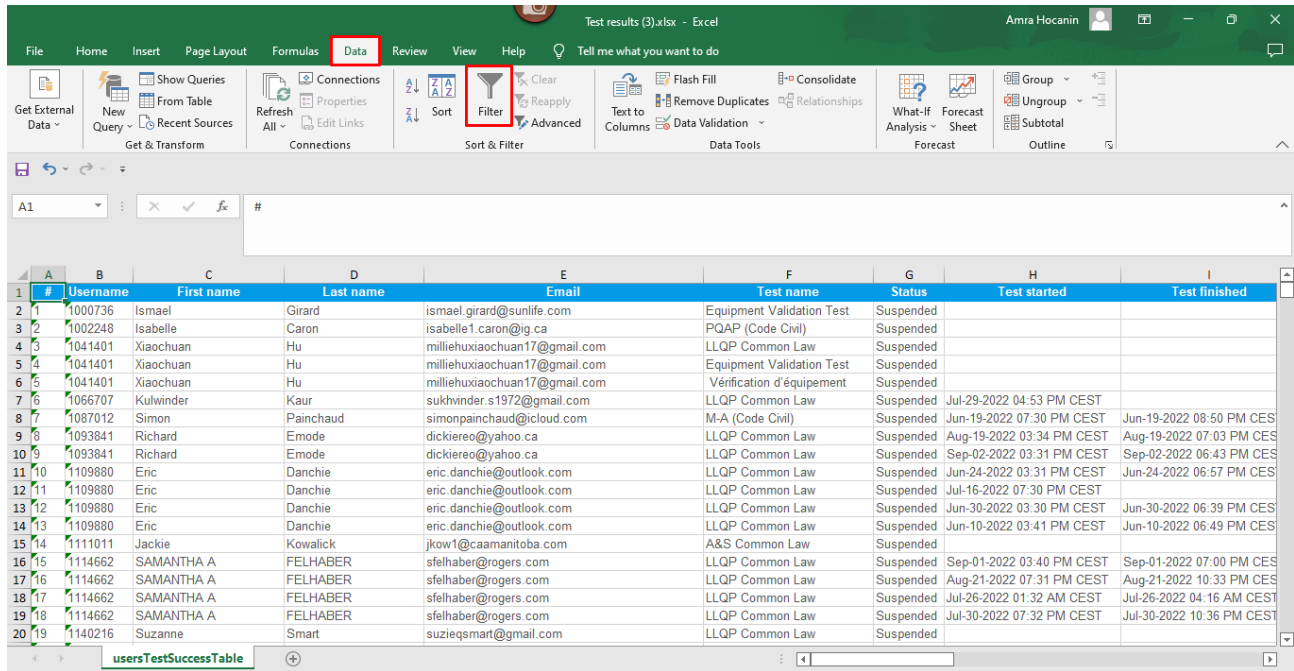 Test results (3).xlsx - Excel
Amra Hocanin
File Home Insert Page Layout Formulas Data Review View Help Tell me what you want to do
Get External Data
New Query
Show Queries
From Table
Recent Sources
Get & Transform
Refresh All
Connections
Properties
Edit Links
Connections
Sort
Filter
Clear
Reapply
Advanced
Sort & Filter
Text to Columns
Flash Fill
Remove Duplicates
Data Validation
Consolidate
Relationships
Data Tools
What-If Analysis
Forecast Sheet
Forecast
Group
Ungroup
Subtotal
Outline
A1 fx #
A B C D E F G H I
1 # Username First name Last name Email Test name Status Test started Test finished
2 1 1000736 Ismael Girard ismael.girard@sunlife.com Equipment Validation Test Suspended
3 2 1002248 Isabelle Caron isabelle1.caron@ig.ca PQAP (Code Civil) Suspended
4 3 1041401 Xiaochuan Hu milliehuxiaochuan17@gmail.com LLQP Common Law Suspended
5 4 1041401 Xiaochuan Hu milliehuxiaochuan17@gmail.com Equipment Validation Test Suspended
6 5 1041401 Xiaochuan Hu milliehuxiaochuan17@gmail.com Vérification d'équipement Suspended
7 6 1066707 Kulwinder Kaur sukhvinder.s1972@gmail.com LLQP Common Law Suspended Jul-29-2022 04:53 PM CEST
8 7 1087012 Simon Painchaud simonpainchaud@icloud.com M-A (Code Civil) Suspended Jun-19-2022 07:30 PM CEST Jun-19-2022 08:50 PM CES
9 8 1093841 Richard Emode dickiereo@yahoo.ca LLQP Common Law Suspended Aug-19-2022 03:34 PM CEST Aug-19-2022 07:03 PM CES
10 9 1093841 Richard Emode dickiereo@yahoo.ca LLQP Common Law Suspended Sep-02-2022 03:31 PM CEST Sep-02-2022 06:43 PM CES
11 10 1109880 Eric Danchie eric.danchie@outlook.com LLQP Common Law Suspended Jun-24-2022 03:31 PM CEST Jun-24-2022 06:57 PM CES
12 11 1109880 Eric Danchie eric.danchie@outlook.com LLQP Common Law Suspended Jul-16-2022 07:30 PM CEST
13 12 1109880 Eric Danchie eric.danchie@outlook.com LLQP Common Law Suspended Jun-30-2022 03:30 PM CEST Jun-30-2022 06:39 PM CES
14 13 1109880 Eric Danchie eric.danchie@outlook.com LLQP Common Law Suspended Jun-10-2022 03:41 PM CEST Jun-10-2022 06:49 PM CES
15 14 1111011 Jackie Kowalick jkow1@caamanitoba.com A&S Common Law Suspended
16 15 1114662 SAMANTHA A FELHABER sfelhaber@rogers.com LLQP Common Law Suspended Sep-01-2022 03:40 PM CEST Sep-01-2022 07:00 PM CES
17 16 1114662 SAMANTHA A FELHABER sfelhaber@rogers.com LLQP Common Law Suspended Aug-21-2022 07:31 PM CEST Aug-21-2022 10:33 PM CES
18 17 1114662 SAMANTHA A FELHABER sfelhaber@rogers.com LLQP Common Law Suspended Jul-26-2022 01:32 AM CEST Jul-26-2022 04:16 AM CEST
19 18 1114662 SAMANTHA A FELHABER sfelhaber@rogers.com LLQP Common Law Suspended Jul-30-2022 07:32 PM CEST Jul-30-2022 10:36 PM CEST
20 19 1140216 Suzanne Smart suzieqsmart@gmail.com LLQP Common Law Suspended
usersTestSuccessTable